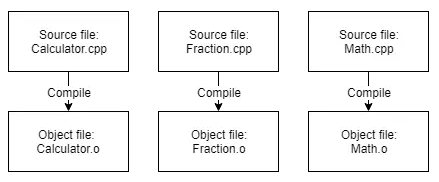 Source file:
Calculator.cpp
Compile
Object file:
Calculator.o
Source file:
Fraction.cpp
Compile
Object file:
Fraction.o
Source file:
Math.cpp
Compile
Object file:
Math.o